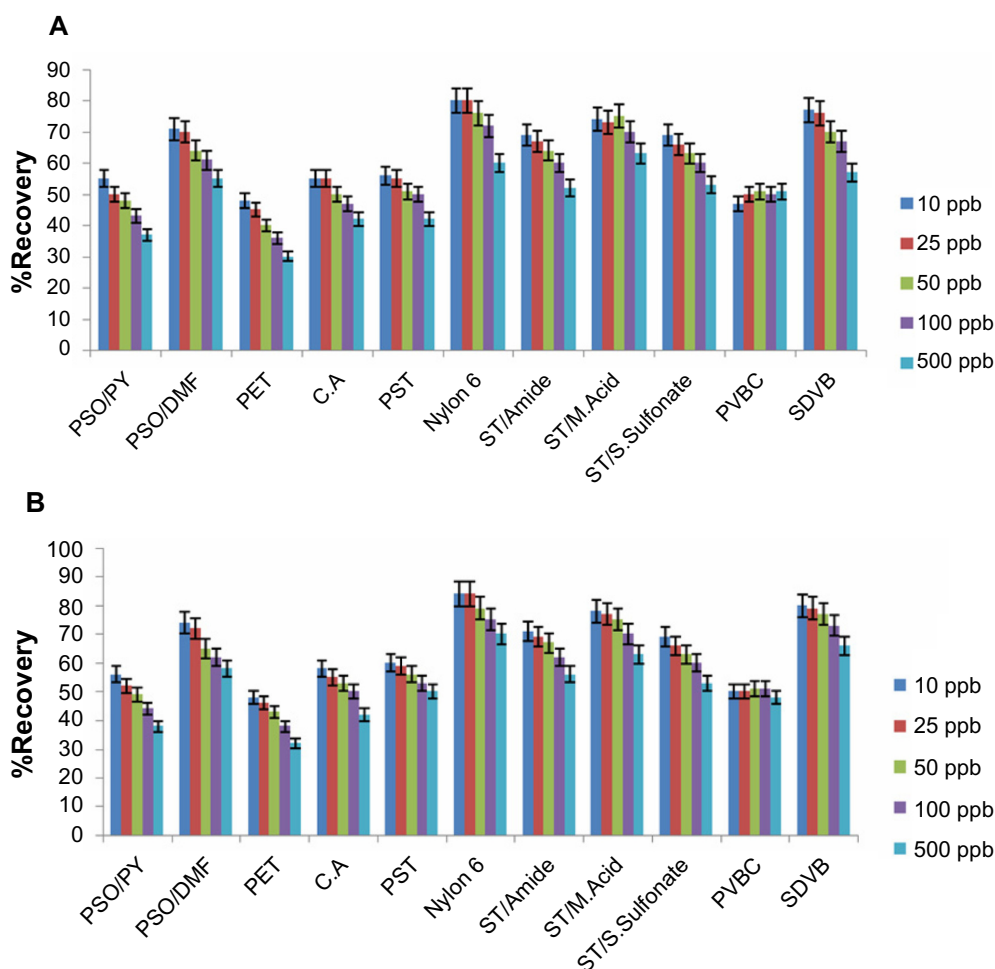 A
%Recovery
90
80
70
60
50
40
30
20
10
0
PSO/PY
PSO/DMF
PET
C.A
PST
Nylon 6
ST/Amide
ST/M.Acid
ST/S.Sulfonate
PVBC
SDVB
10 ppb
25 ppb
50 ppb
100 ppb
500 ppb
B
%Recovery
100
90
80
70
60
50
40
30
20
10
0
PSO/PY
PSO/DMF
PET
C.A
PST
Nylon 6
ST/Amide
ST/M.Acid
ST/S.Sulfonate
PVBC
SDVB
10 ppb
25 ppb
50 ppb
100 ppb
500 ppb